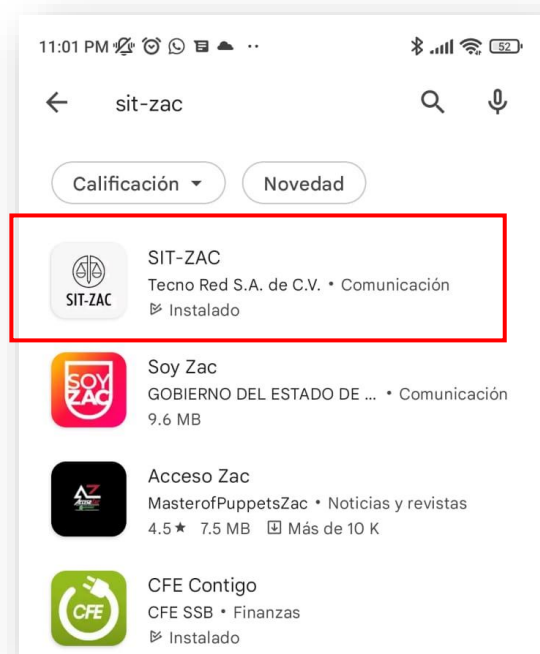 11:01 PM 52
sit-zac
Calificación Novedad
SIT-ZAC
SIT-ZAC
Tecno Red S.A. de C.V. • Comunicación
Instalado
SOY
ZAC
Soy Zac
GOBIERNO DEL ESTADO DE ... • Comunicación
9.6 MB
AZ
Acceso Zac
MasterofPuppetsZac • Noticias y revistas
4.5★ 7.5 MB Más de 10 K
CFE
CFE Contigo
CFE SSB • Finanzas
Instalado